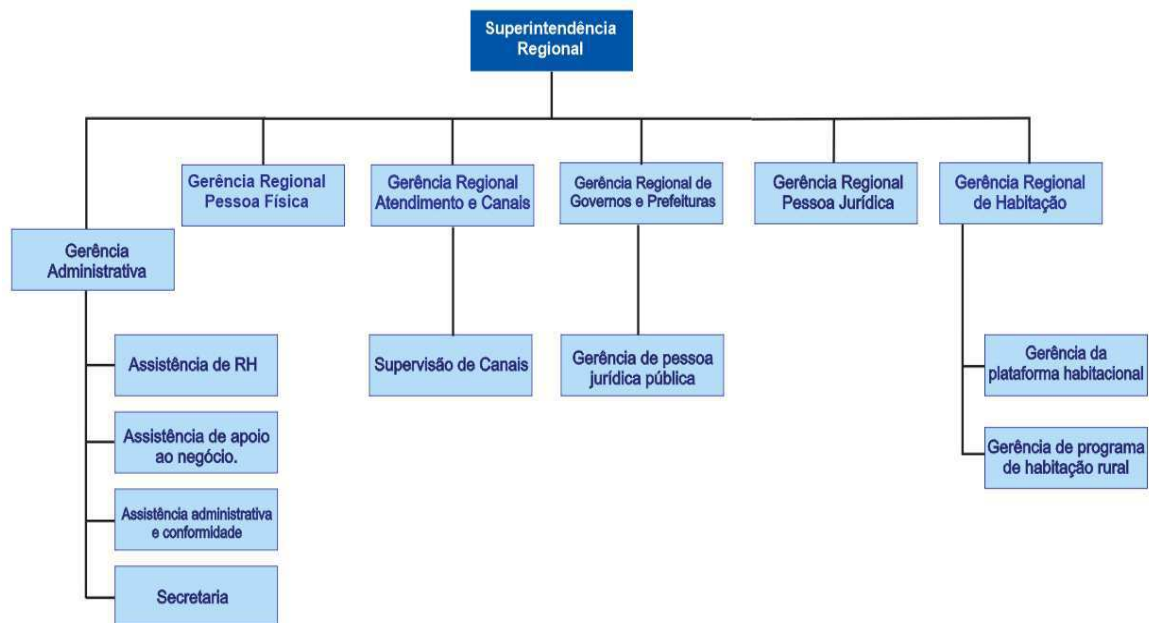 Superintendência
Regional
Gerência Regional
Pessoa Física
Gerência Regional
Atendimento e Canais
Gerência Regional de
Governos e Prefeituras
Gerência Regional
Pessoa Jurídica
Gerência Regional
de Habitação
Gerência
Administrativa
Assistência de RH
Assistência de apoio
ao negócio.
Assistência administrativa
e conformidade
Secretaria
Supervisão de Canais
Gerência de pessoa
jurídica pública
Gerência da
plataforma habitacional
Gerência de programa
de habitação rural